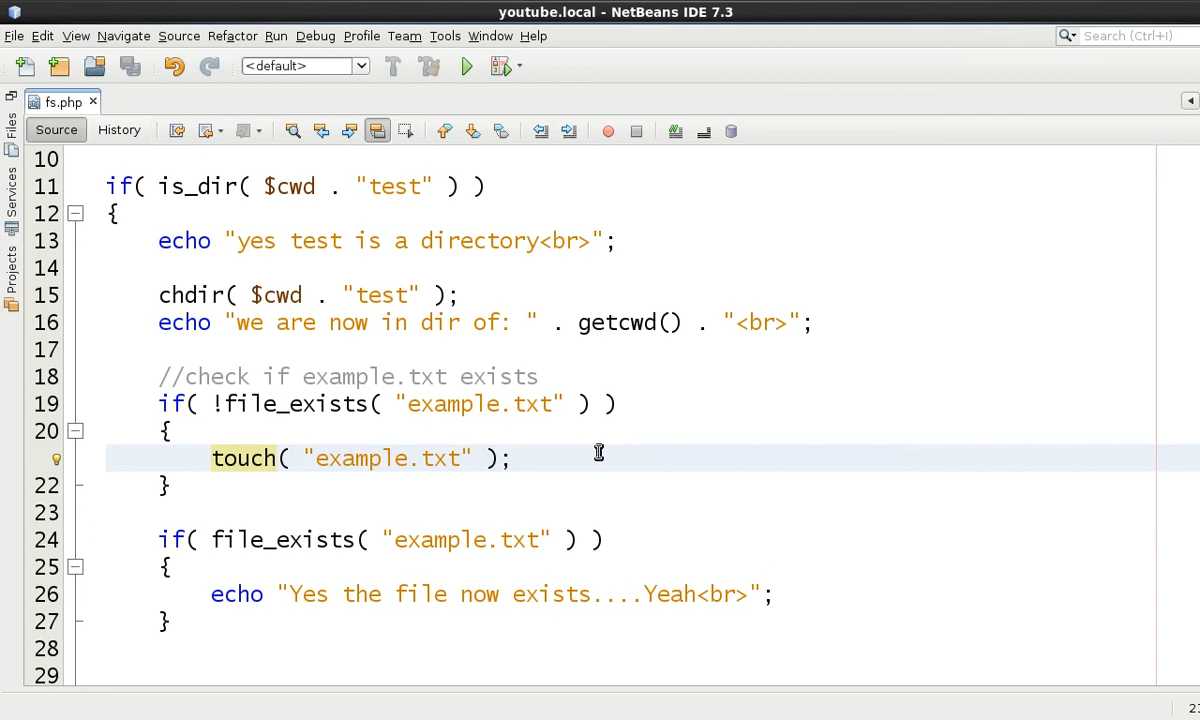 youtube.local - NetBeans IDE 7.3
File Edit View Navigate Source Refactor Run Debug Profile Team Tools Window Help
Search (Ctrl+I)
<default>
fs.php
Source History
Files
Services
Projects
10
11 if( is_dir( $cwd . "test" ) )
12 {
13 echo "yes test is a directory<br>";
14
15 chdir( $cwd . "test" );
16 echo "we are now in dir of: " . getcwd() . "<br>";
17
18 //check if example.txt exists
19 if( !file_exists( "example.txt" ) )
20 {
touch( "example.txt" );
22 }
23
24 if( file_exists( "example.txt" ) )
25 {
26 echo "Yes the file now exists....Yeah<br>";
27 }
28
29